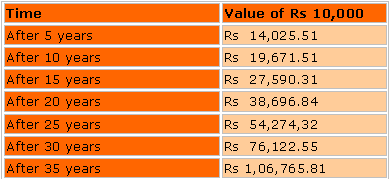 Time Value of Rs 10,000
After 5 years Rs 14,025.51
After 10 years Rs 19,671.51
After 15 years Rs 27,590.31
After 20 years Rs 38,696.84
After 25 years Rs 54,274,32
After 30 years Rs 76,122.55
After 35 years Rs 1,06,765.81